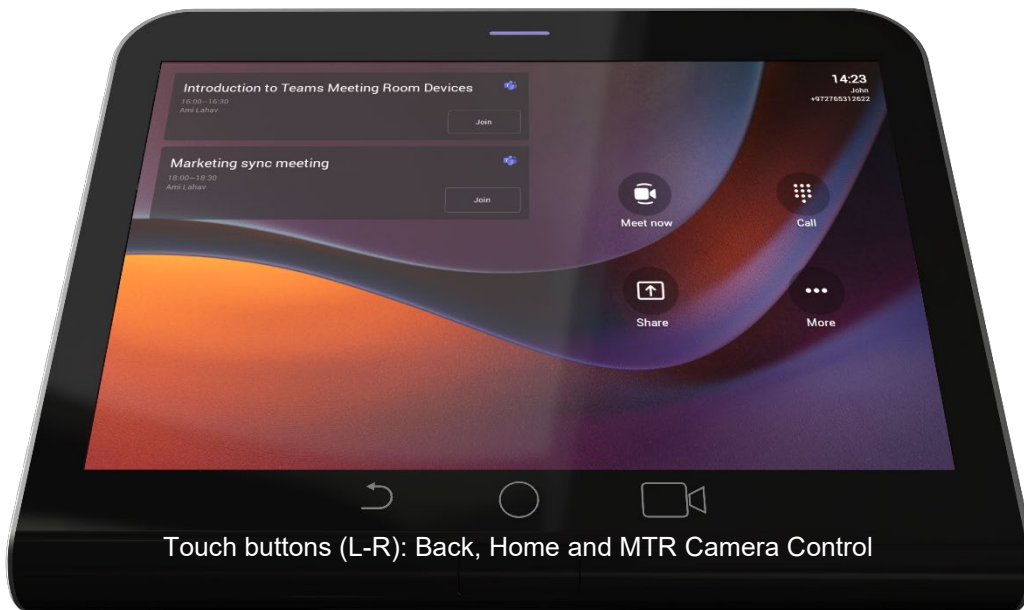 Introduction to Teams Meeting Room Devices
16:00–16:30
Ami Lahav
Join
Marketing sync meeting
18:00–18:30
Ami Lahav
Join
14:23
John
+972765312622
Meet now
Call
Share
More
Touch buttons (L-R): Back, Home and MTR Camera Control